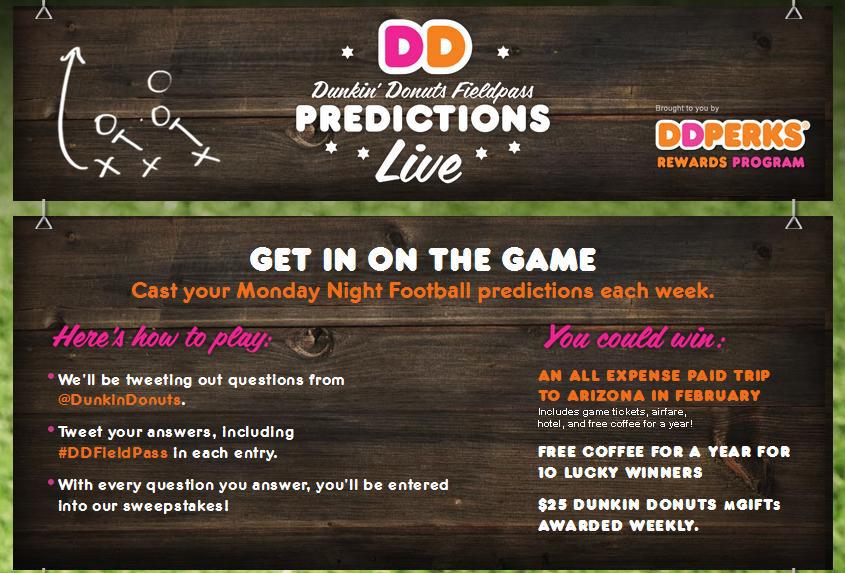 DD
Dunkin' Donuts Fieldpass
PREDICTIONS
Live
Brought to you by
DDPERKS®
REWARDS PROGRAM
GET IN ON THE GAME
Cast your Monday Night Football predictions each week.
Here's how to play:
• We'll be tweeting out questions from
@DunkinDonuts.
• Tweet your answers, including
#DDFieldPass in each entry.
• With every question you answer, you'll be entered
into our sweepstakes!
You could win:
AN ALL EXPENSE PAID TRIP
TO ARIZONA IN FEBRUARY
Includes game tickets, airfare,
hotel, and free coffee for a year!
FREE COFFEE FOR A YEAR FOR
10 LUCKY WINNERS
$25 DUNKIN DONUTS mGIFTs
AWARDED WEEKLY.